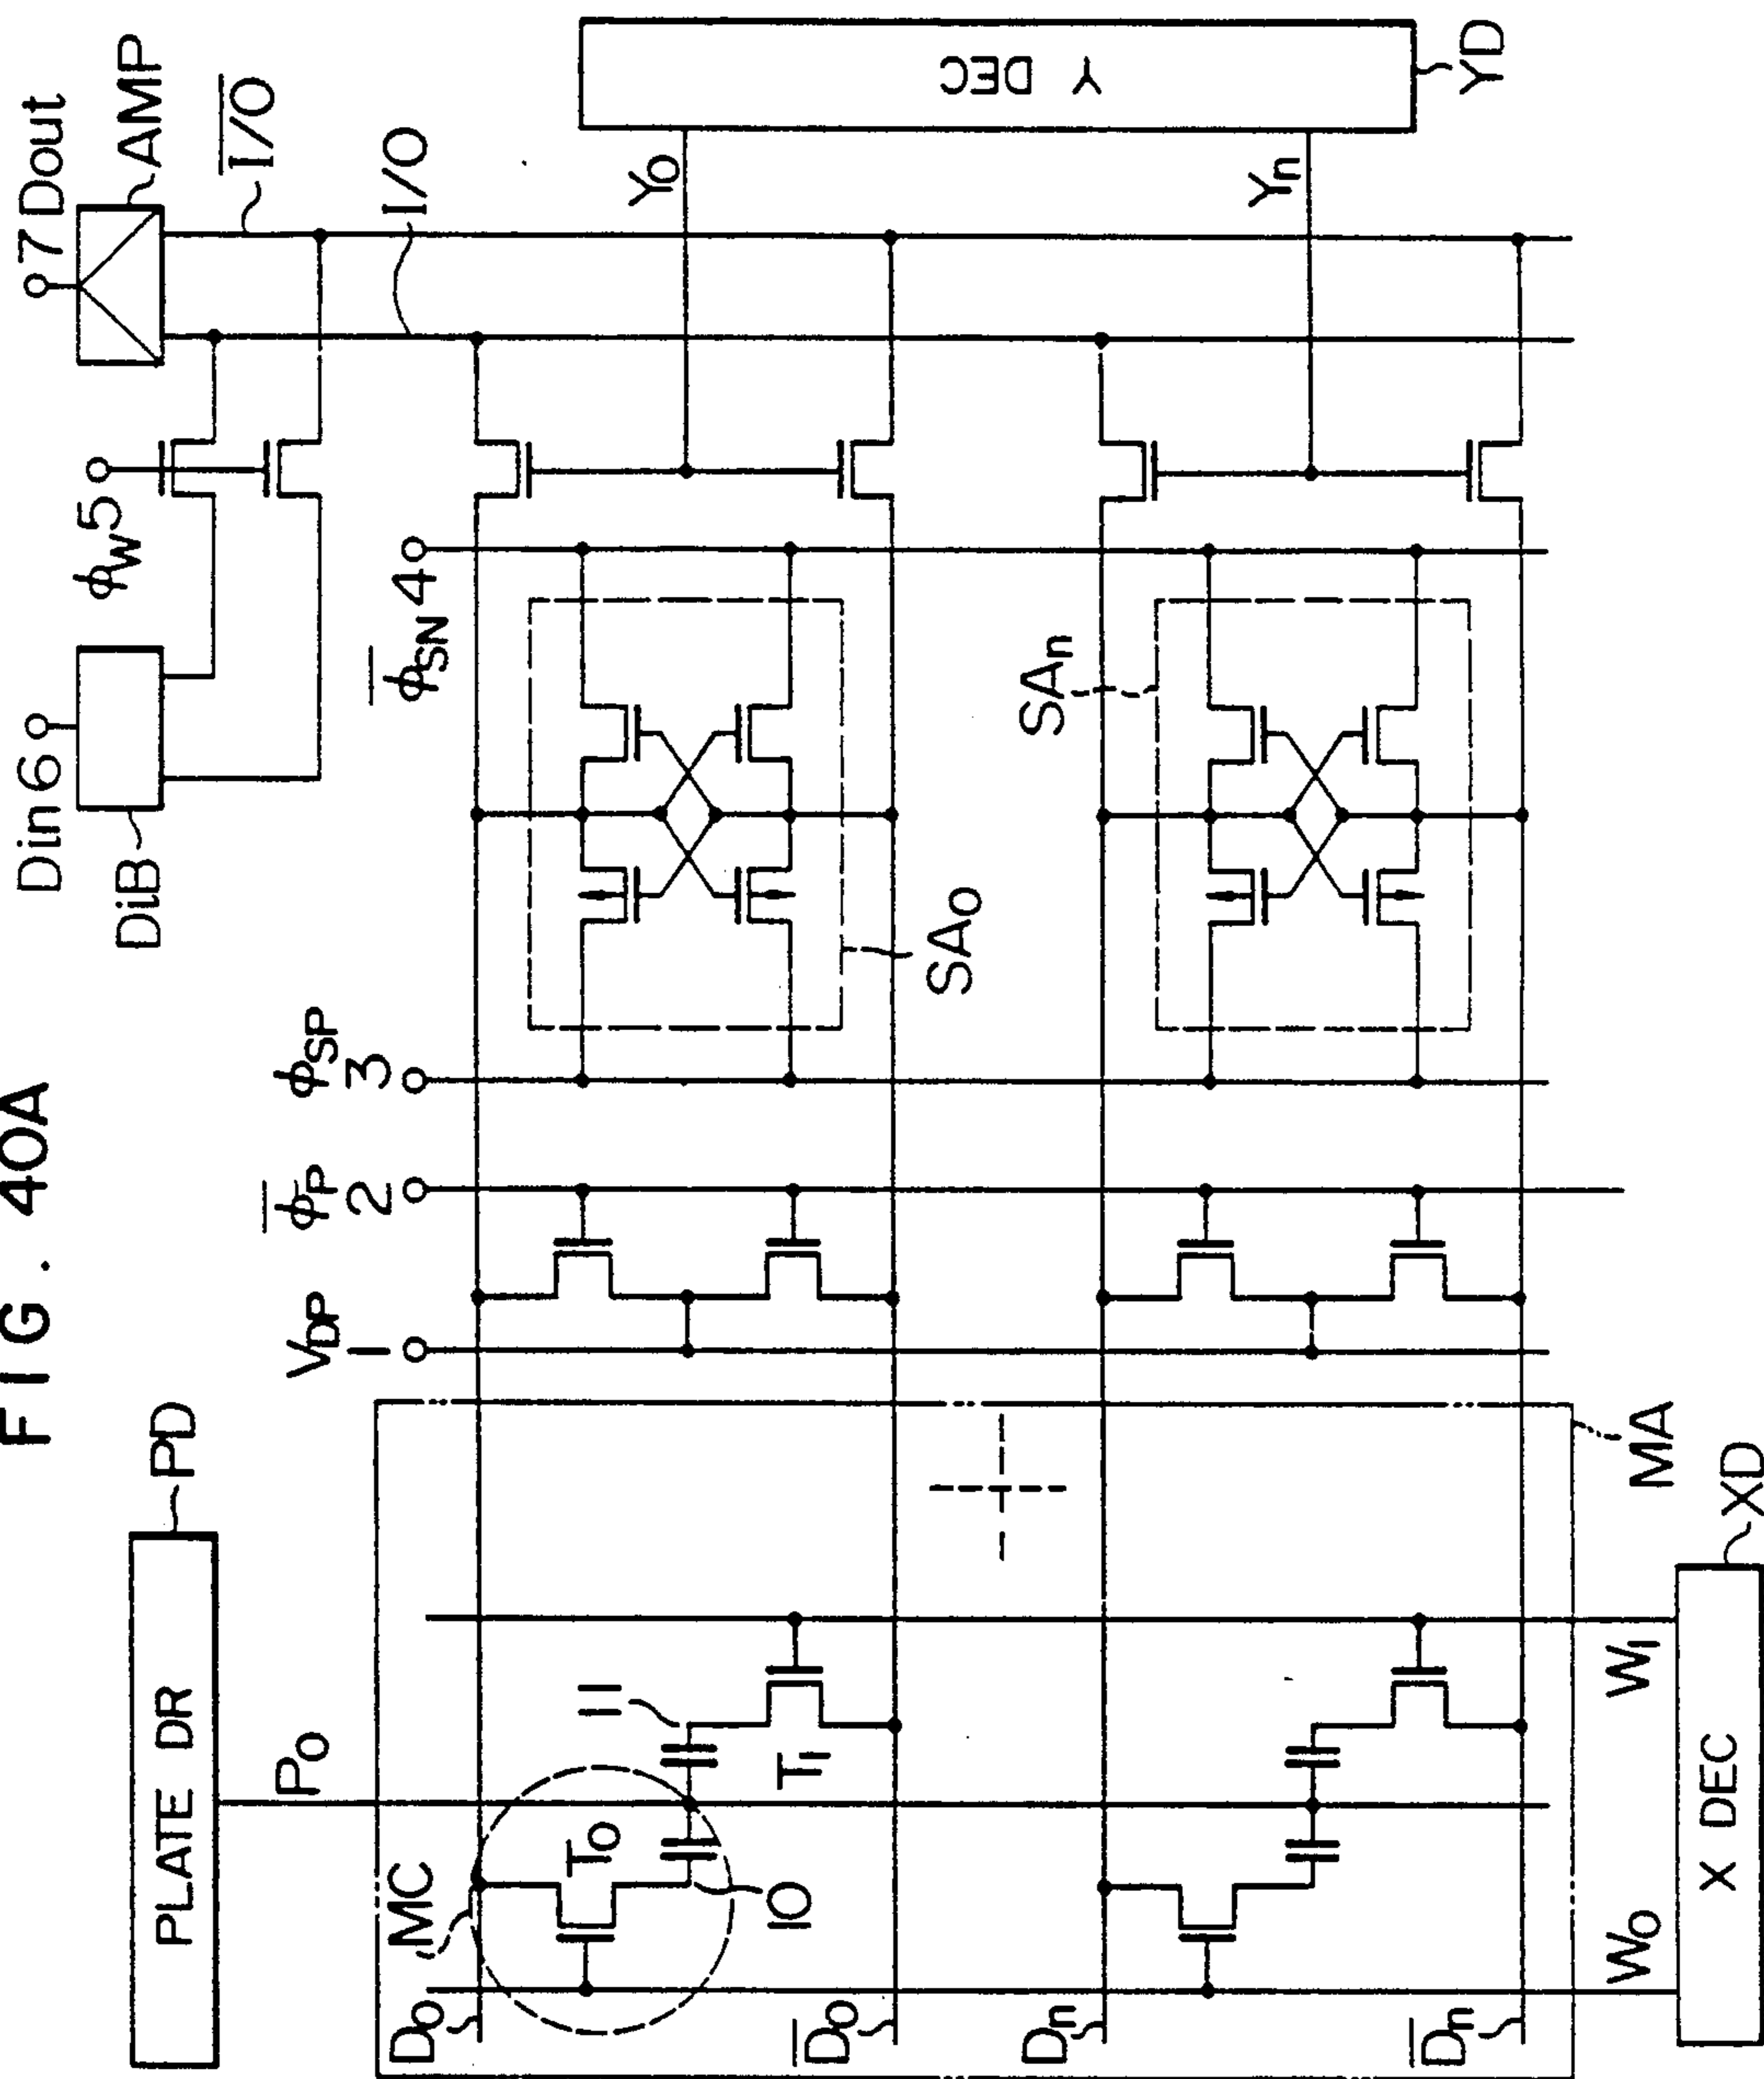 FIG. 40A
PLATE DR
PD
P0
VDP
1
φ̅P
2
φSP
3
φ̅SN 4
Din 6
DiB
φW 5
7 Dout
AMP
I̅/̅O̅
I/O
MC
T0
10
11
T1
D0
D̅0
Dn
D̅n
SA0
SAn
Y0
Yn
Y DEC
YD
MA
W0
W1
X DEC
XD